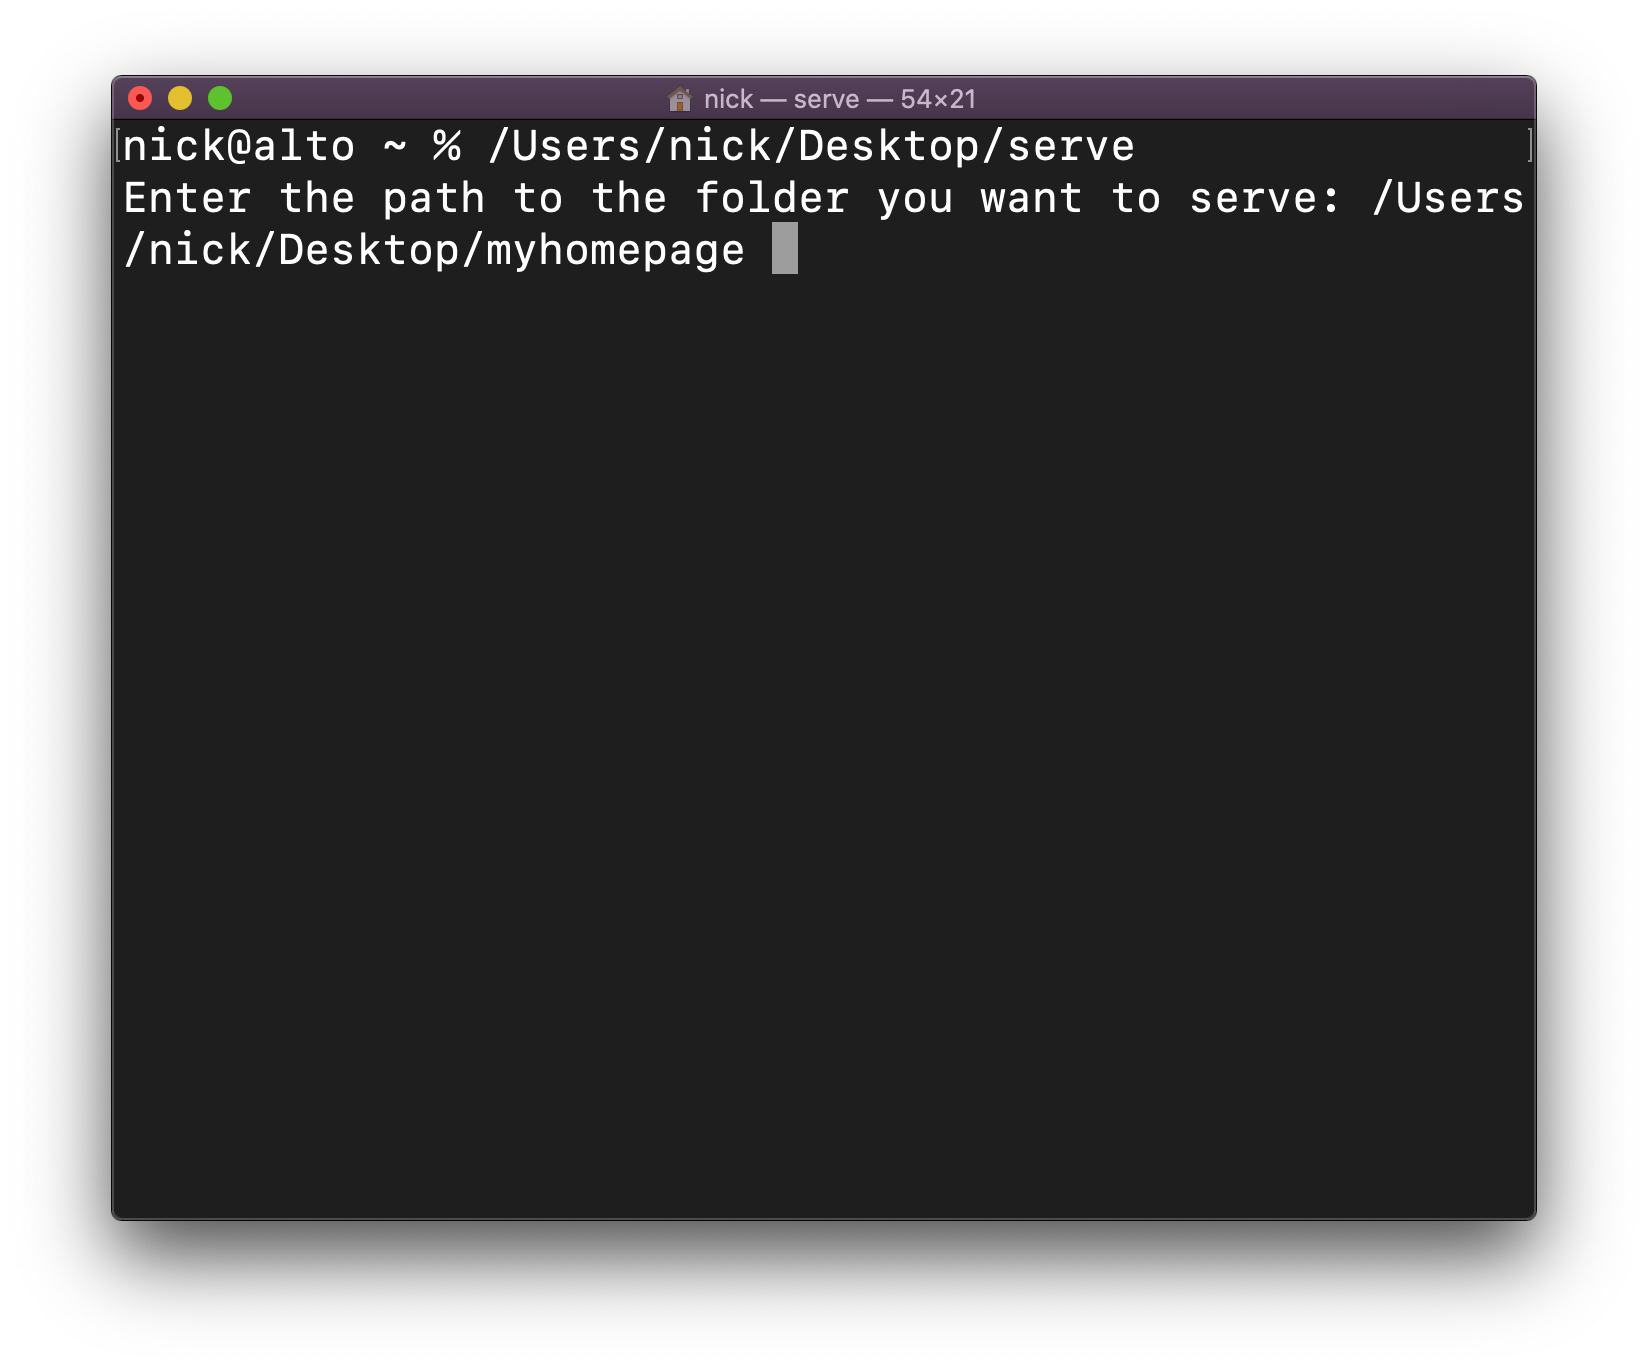 nick — serve — 54×21
[nick@alto ~ % /Users/nick/Desktop/serve ]
Enter the path to the folder you want to serve: /Users
/nick/Desktop/myhomepage